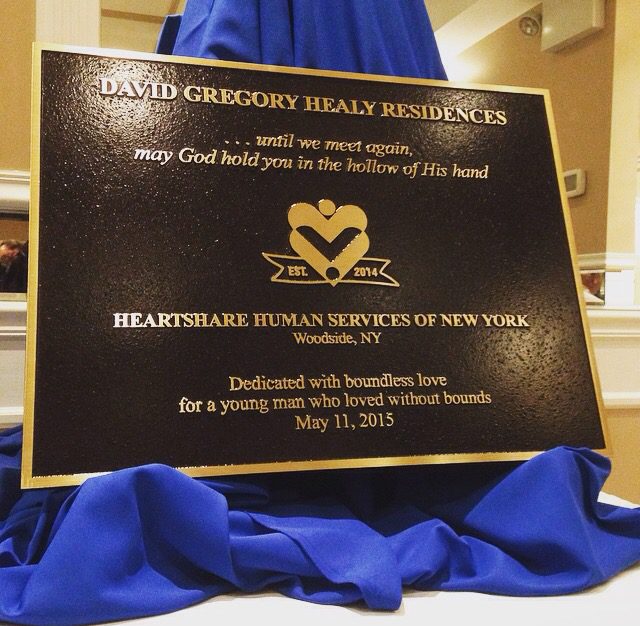 DAVID GREGORY HEALY RESIDENCES
. . . until we meet again,
may God hold you in the hollow of His hand
EST. 2014
HEARTSHARE HUMAN SERVICES OF NEW YORK
Woodside, NY
Dedicated with boundless love
for a young man who loved without bounds
May 11, 2015